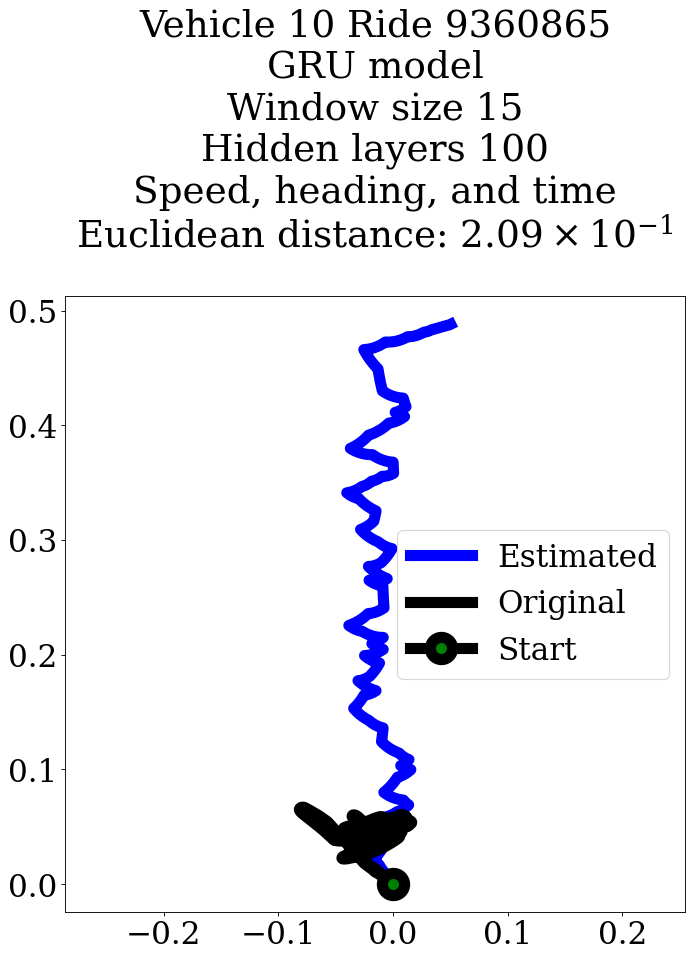 Vehicle 10 Ride 9360865
GRU model
Window size 15
Hidden layers 100
Speed, heading, and time
Euclidean distance: 2.09 × 10⁻¹
0.5
0.4
0.3
0.2
0.1
0.0
Estimated
Original
Start
−0.2 −0.1 0.0 0.1 0.2